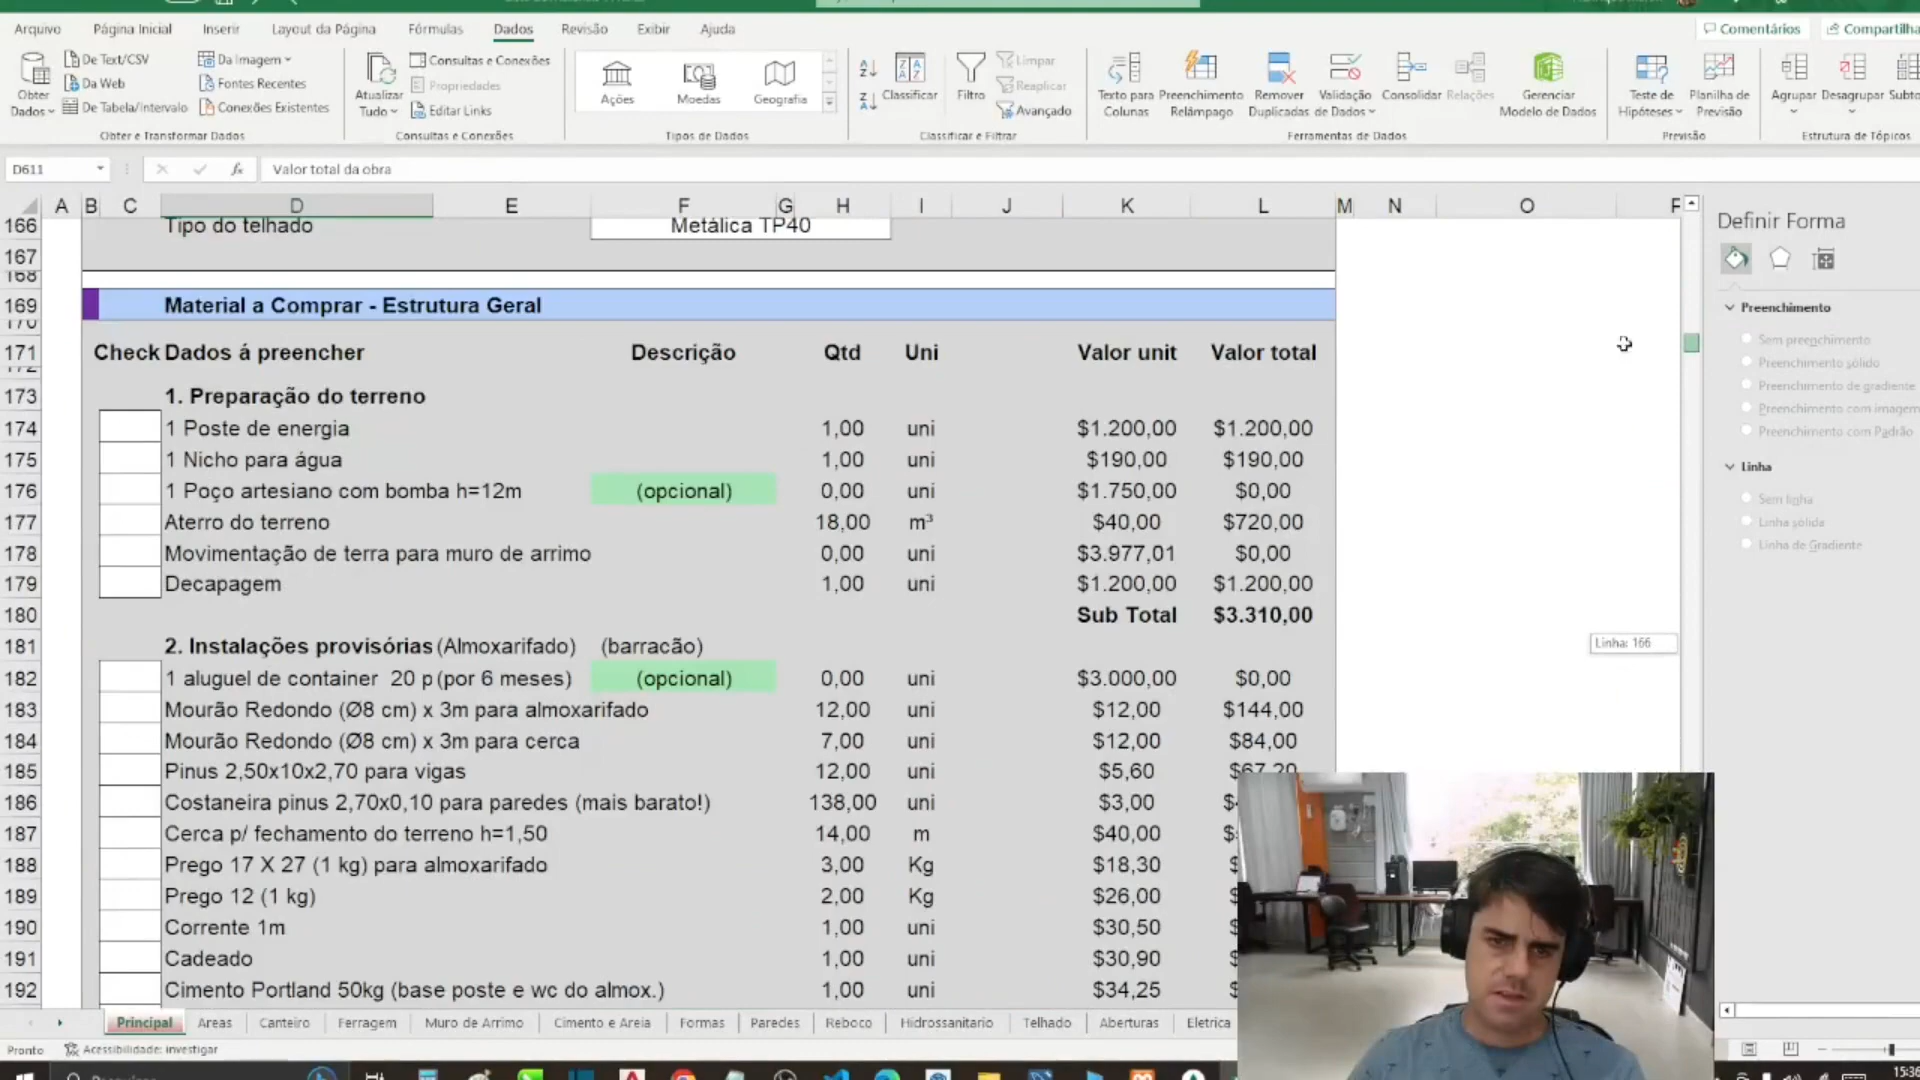 Arquivo Página Inicial Inserir Layout da Página Fórmulas Dados Revisão Exibir Ajuda Comentários Compartilha
De Text/CSV Da Imagem Consultas e Conexões Limpar
Da Web Fontes Recentes Propriedades Reaplicar
De Tabela/Intervalo Conexões Existentes Editar Links Avançado
Obter Dados Atualizar Tudo Ações Moedas Geografia Classificar Filtro Texto para Colunas Preenchimento Relâmpago Remover Duplicadas Validação de Dados Consolidar Relações Gerenciar Modelo de Dados Teste de Hipóteses Planilha de Previsão Agrupar Desagrupar Subto
Obter e Transformar Dados Consultas e Conexões Tipos de Dados Classificar e Filtrar Ferramentas de Dados Previsão Estrutura de Tópicos
D611 fx Valor total da obra
A B C D E F G H I J K L M N O
166 Tipo do telhado Metálica TP40
167
168
169 Material a Comprar - Estrutura Geral
170
171 Check Dados á preencher Descrição Qtd Uni Valor unit Valor total
172
173 1. Preparação do terreno
174 1 Poste de energia 1,00 uni $1.200,00 $1.200,00
175 1 Nicho para água 1,00 uni $190,00 $190,00
176 1 Poço artesiano com bomba h=12m (opcional) 0,00 uni $1.750,00 $0,00
177 Aterro do terreno 18,00 m³ $40,00 $720,00
178 Movimentação de terra para muro de arrimo 0,00 uni $3.977,01 $0,00
179 Decapagem 1,00 uni $1.200,00 $1.200,00
180 Sub Total $3.310,00
181 2. Instalações provisórias (Almoxarifado) (barracão)
182 1 aluguel de container 20 p (por 6 meses) (opcional) 0,00 uni $3.000,00 $0,00
183 Mourão Redondo (Ø8 cm) x 3m para almoxarifado 12,00 uni $12,00 $144,00
184 Mourão Redondo (Ø8 cm) x 3m para cerca 7,00 uni $12,00 $84,00
185 Pinus 2,50x10x2,70 para vigas 12,00 uni $5,60 $67,20
186 Costaneira pinus 2,70x0,10 para paredes (mais barato!) 138,00 uni $3,00
187 Cerca p/ fechamento do terreno h=1,50 14,00 m $40,00
188 Prego 17 X 27 (1 kg) para almoxarifado 3,00 Kg $18,30
189 Prego 12 (1 kg) 2,00 Kg $26,00
190 Corrente 1m 1,00 uni $30,50
191 Cadeado 1,00 uni $30,90
192 Cimento Portland 50kg (base poste e wc do almox.) 1,00 uni $34,25
Linha: 166
Definir Forma
Preenchimento
Sem preenchimento
Preenchimento sólido
Preenchimento de gradiente
Preenchimento com imagem
Preenchimento com Padrão
Linha
Sem linha
Linha sólida
Linha de Gradiente
Principal Areas Canteiro Ferragem Muro de Arrimo Cimento e Areia Formas Paredes Reboco Hidrossanitario Telhado Aberturas Eletrica
Pronto Acessibilidade: investigar
15:36